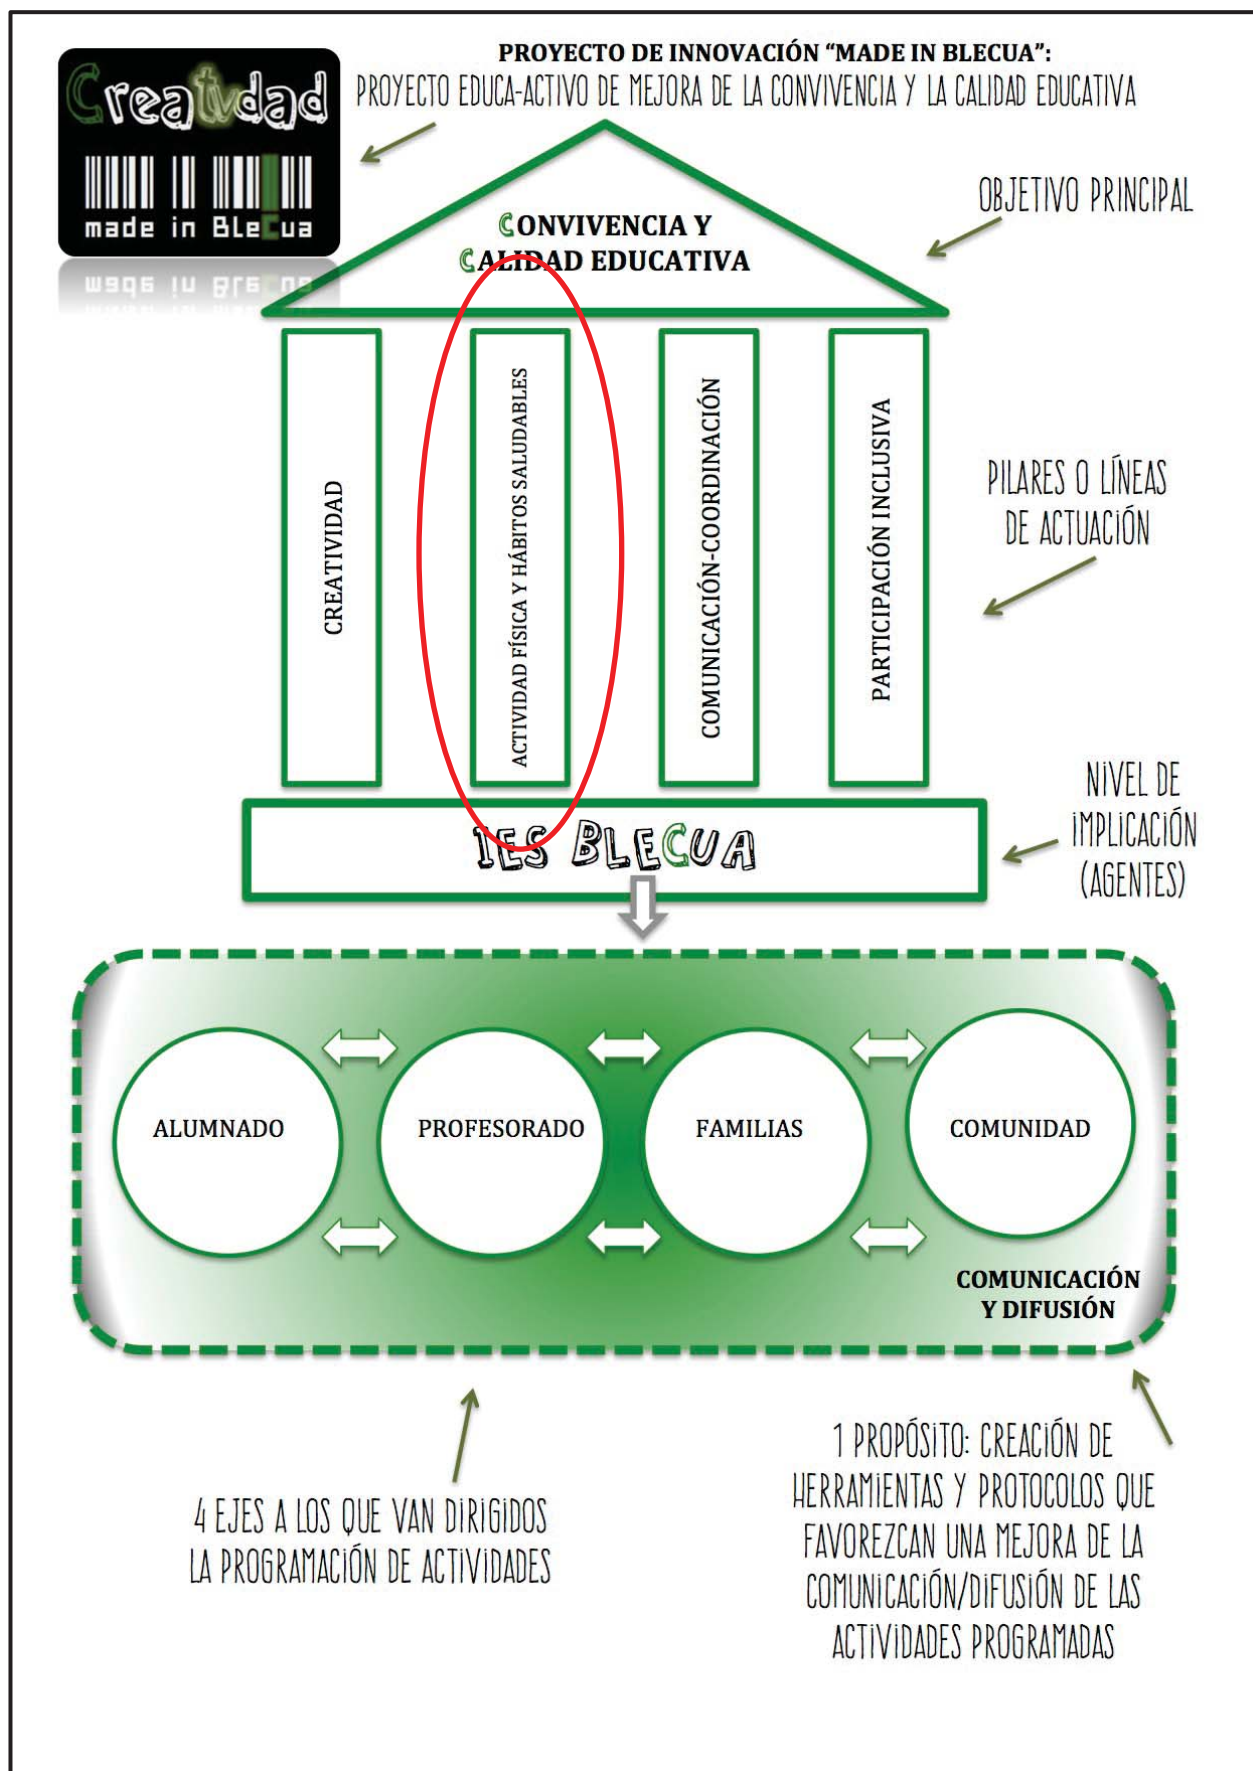 PROYECTO DE INNOVACIÓN “MADE IN BLECUA”:
PROYECTO EDUCA-ACTIVO DE MEJORA DE LA CONVIVENCIA Y LA CALIDAD EDUCATIVA
Creatvdad
made in BleCua
OBJETIVO PRINCIPAL
CONVIVENCIA Y
CALIDAD EDUCATIVA
CREATIVIDAD
ACTIVIDAD FÍSICA Y HÁBITOS SALUDABLES
COMUNICACIÓN-COORDINACIÓN
PARTICIPACIÓN INCLUSIVA
PILARES O LÍNEAS
DE ACTUACIÓN
NIVEL DE
IMPLICACIÓN
(AGENTES)
IES BLECUA
ALUMNADO
PROFESORADO
FAMILIAS
COMUNIDAD
COMUNICACIÓN
Y DIFUSIÓN
4 EJES A LOS QUE VAN DIRIGIDOS
LA PROGRAMACIÓN DE ACTIVIDADES
1 PROPÓSITO: CREACIÓN DE
HERRAMIENTAS Y PROTOCOLOS QUE
FAVOREZCAN UNA MEJORA DE LA
COMUNICACIÓN/DIFUSIÓN DE LAS
ACTIVIDADES PROGRAMADAS